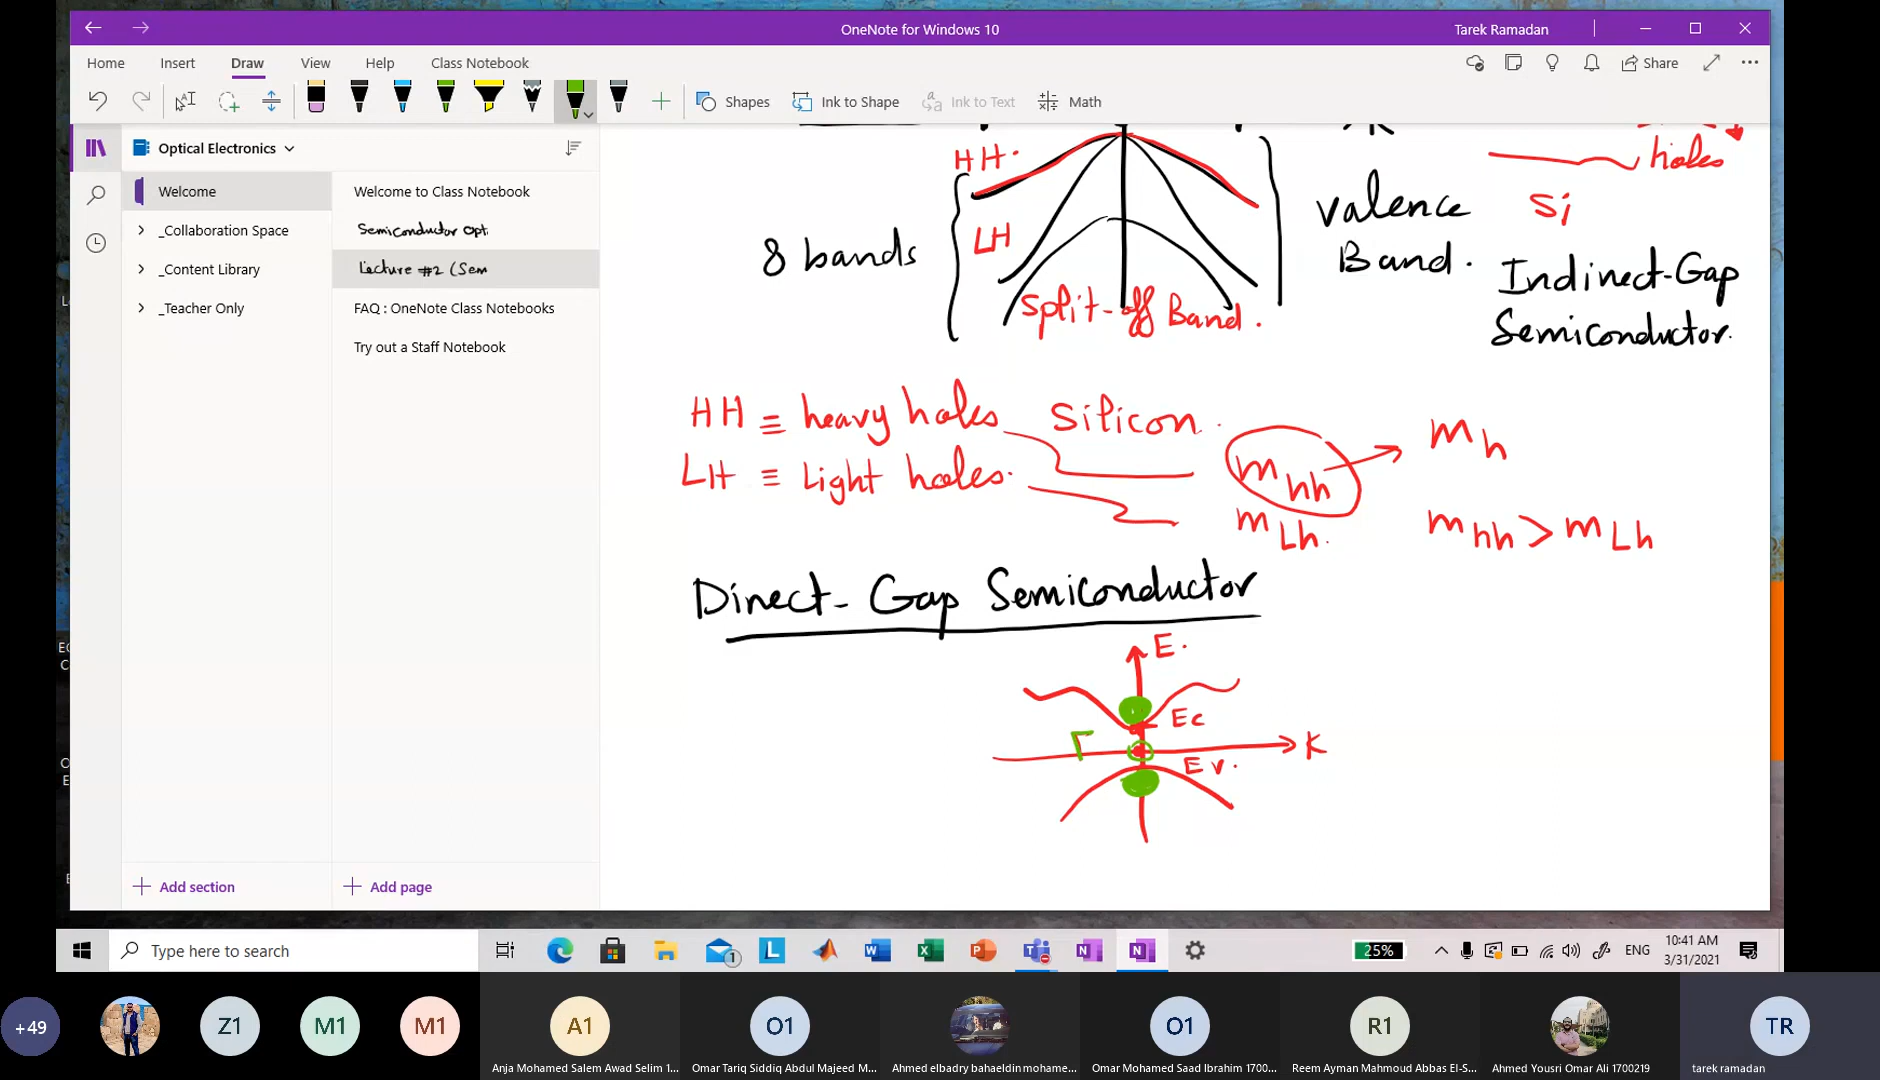 OneNote for Windows 10
Tarek Ramadan
Home Insert Draw View Help Class Notebook
Share
Shapes Ink to Shape Ink to Text Math
Optical Electronics
Welcome
_Collaboration Space
_Content Library
_Teacher Only
Welcome to Class Notebook
Semiconductor Opti
Lecture #2 (Sem
FAQ : OneNote Class Notebooks
Try out a Staff Notebook
Add section
Add page
HH.
LH
8 bands
Split-off Band.
Valence
Band.
holes
Si
Indirect-Gap
Semiconductor.
HH ≡ heavy holes
Silicon.
LH ≡ Light holes.
mhh
mh
mLh.
mhh > mLh
Direct-Gap Semiconductor
E.
Ec
Γ
K
Ev.
Type here to search
1
25%
ENG
10:41 AM
3/31/2021
+49
Z1
M1
M1
A1
O1
O1
R1
TR
Anja Mohamed Salem Awad Selim 1...
Omar Tariq Siddiq Abdul Majeed M...
Ahmed elbadry bahaeldin mohame...
Omar Mohamed Saad Ibrahim 1700...
Reem Ayman Mahmoud Abbas El-S...
Ahmed Yousri Omar Ali 1700219
tarek ramadan